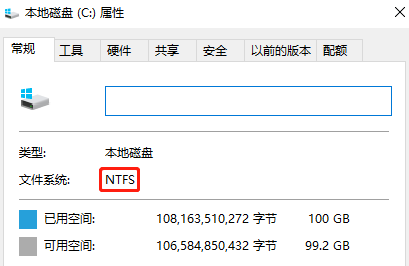 本地磁盘 (C:) 属性
常规 工具 硬件 共享 安全 以前的版本 配额
类型: 本地磁盘
文件系统: NTFS
已用空间: 108,163,510,272 字节 100 GB
可用空间: 106,584,850,432 字节 99.2 GB